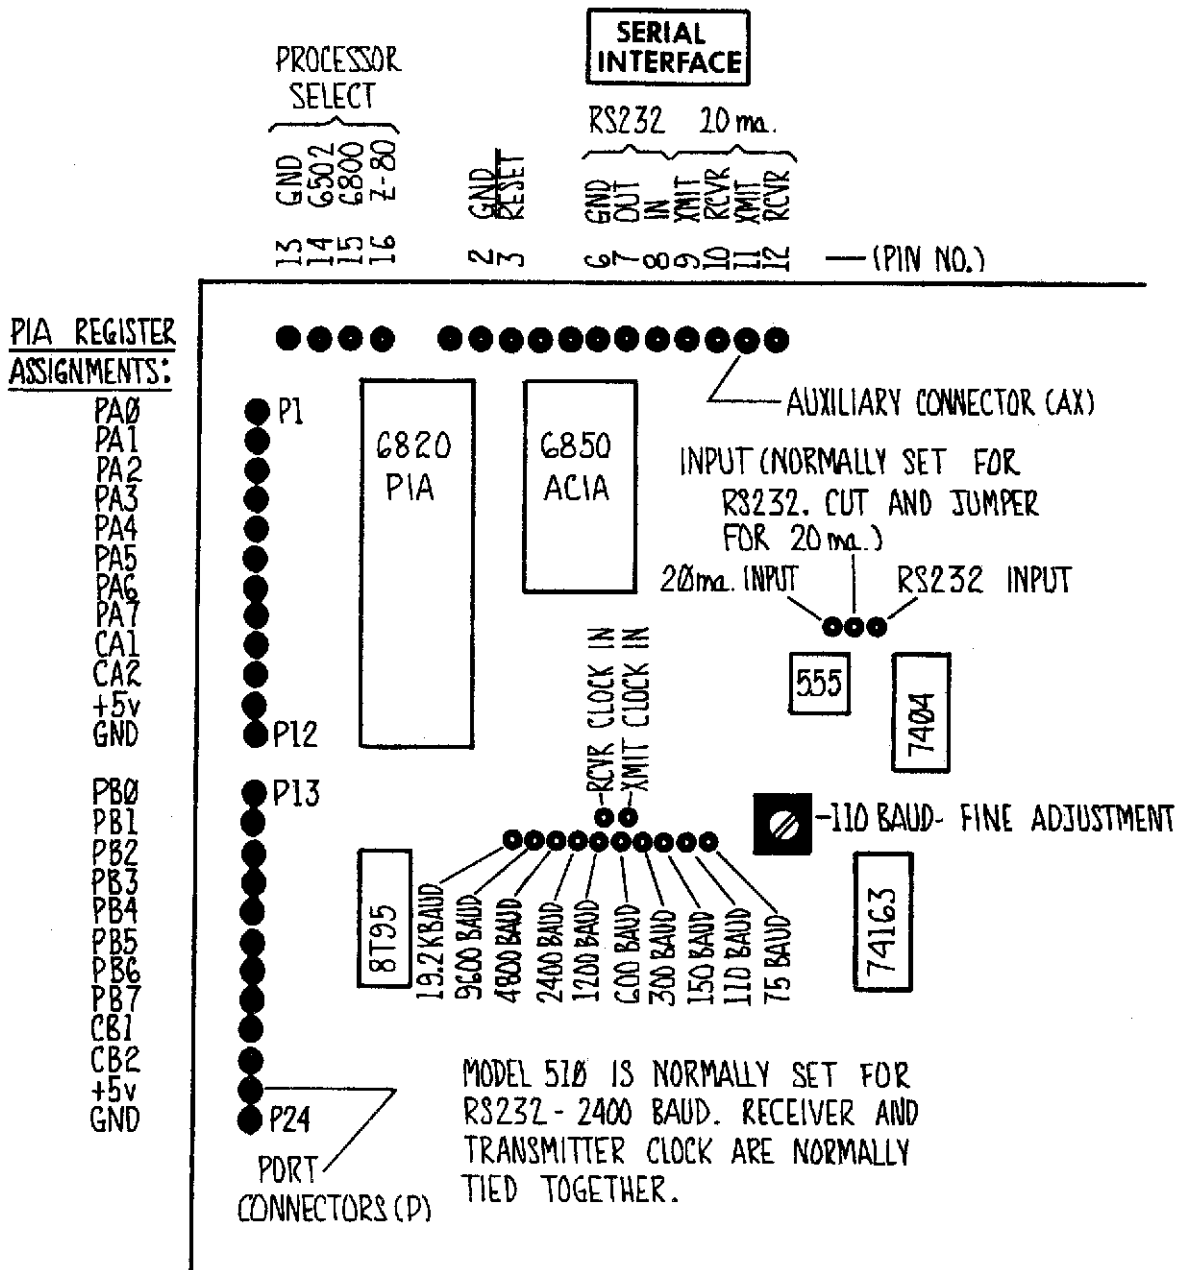 SERIAL
INTERFACE
PROCESSOR
SELECT
RS232 20 ma.
GND
6502
6800
Z-80
GND
RESET
GND
OUT
IN
XMIT
RCVR
XMIT
RCVR
13
14
15
16
2
3
6
7
8
9
10
11
12
— (PIN NO.)
PIA REGISTER
ASSIGNMENTS:
PAØ
PA1
PA2
PA3
PA4
PA5
PA6
PA7
CA1
CA2
+5v
GND
P1
P12
6820
PIA
6850
ACIA
AUXILIARY CONNECTOR (AX)
INPUT (NORMALLY SET FOR
RS232. CUT AND JUMPER
FOR 20 ma.)
2Øma. INPUT
RS232 INPUT
555
74Ø4
RCVR CLOCK IN
XMIT CLOCK IN
PBØ
PB1
PB2
PB3
PB4
PB5
PB6
PB7
CB1
CB2
+5v
GND
P13
P24
-110 BAUD- FINE ADJUSTMENT
8T95
19.2 KBAUD
9600 BAUD
4800 BAUD
2400 BAUD
1200 BAUD
600 BAUD
300 BAUD
150 BAUD
110 BAUD
75 BAUD
74163
PORT
CONNECTORS (P)
MODEL 51Ø IS NORMALLY SET FOR
RS232 - 2400 BAUD. RECEIVER AND
TRANSMITTER CLOCK ARE NORMALLY
TIED TOGETHER.